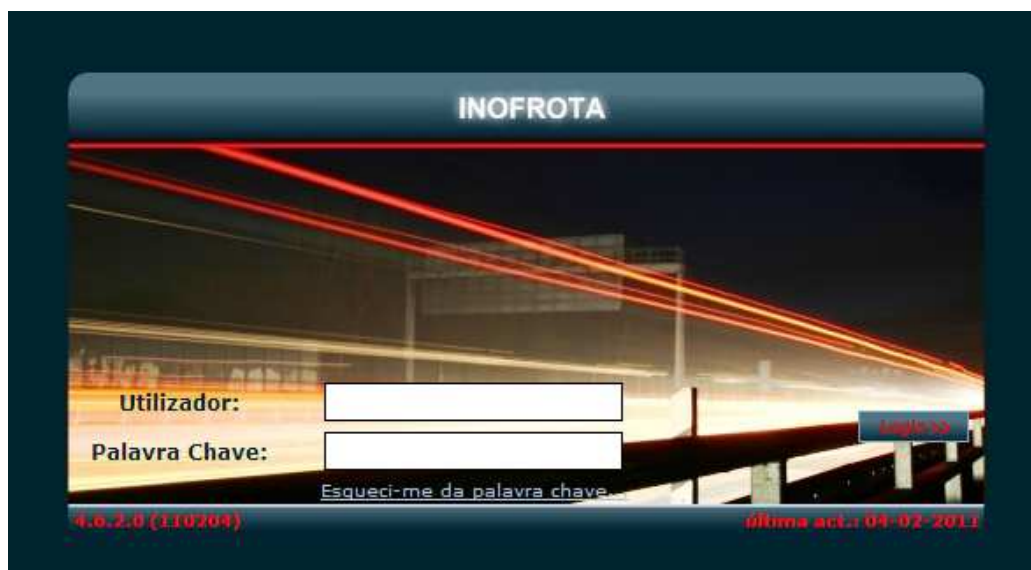 INOFROTA
Utilizador:
Palavra Chave:
Login>>
Esqueci-me da palavra chave...
4.0.2.0 (110204)
última act.: 04-02-2011